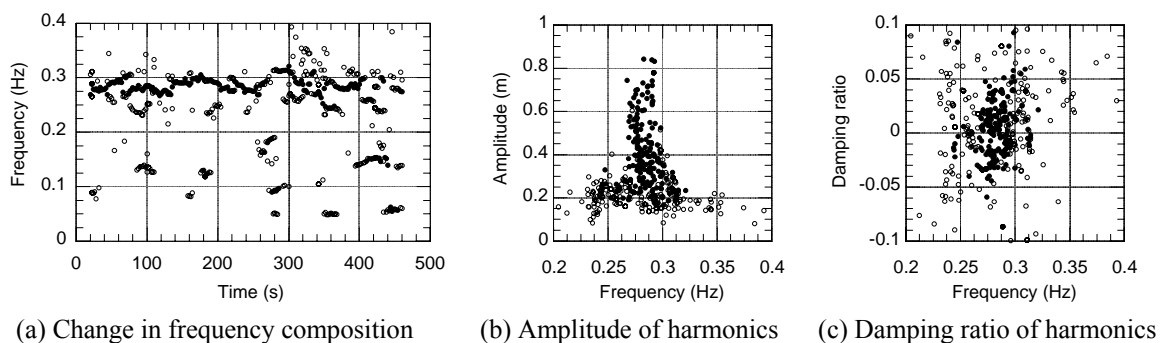 0.4
0.3
0.2
0.1
0
0 100 200 300 400 500
Frequency (Hz)
Time (s)
(a) Change in frequency composition
1
0.8
0.6
0.4
0.2
0
0.2 0.25 0.3 0.35 0.4
Amplitude (m)
Frequency (Hz)
(b) Amplitude of harmonics
0.1
0.05
0
-0.05
-0.1
0.2 0.25 0.3 0.35 0.4
Damping ratio
Frequency (Hz)
(c) Damping ratio of harmonics